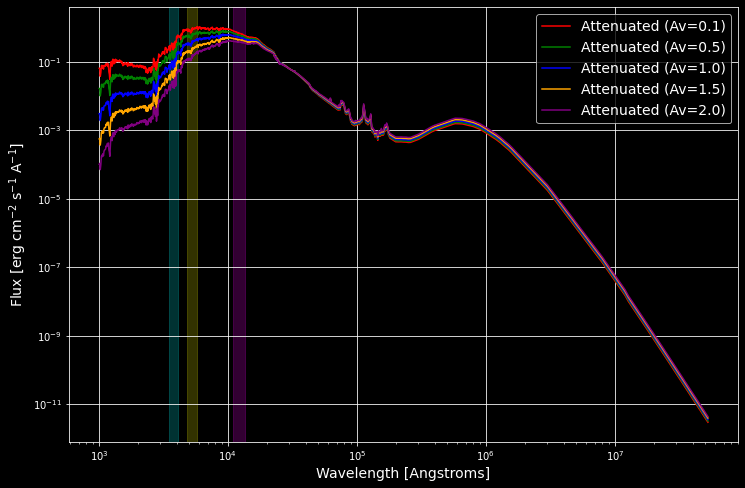 Attenuated (Av=0.1)
Attenuated (Av=0.5)
Attenuated (Av=1.0)
Attenuated (Av=1.5)
Attenuated (Av=2.0)
Flux [erg cm⁻² s⁻¹ A⁻¹]
10⁻¹
10⁻³
10⁻⁵
10⁻⁷
10⁻⁹
10⁻¹¹
10³ 10⁴ 10⁵ 10⁶ 10⁷
Wavelength [Angstroms]